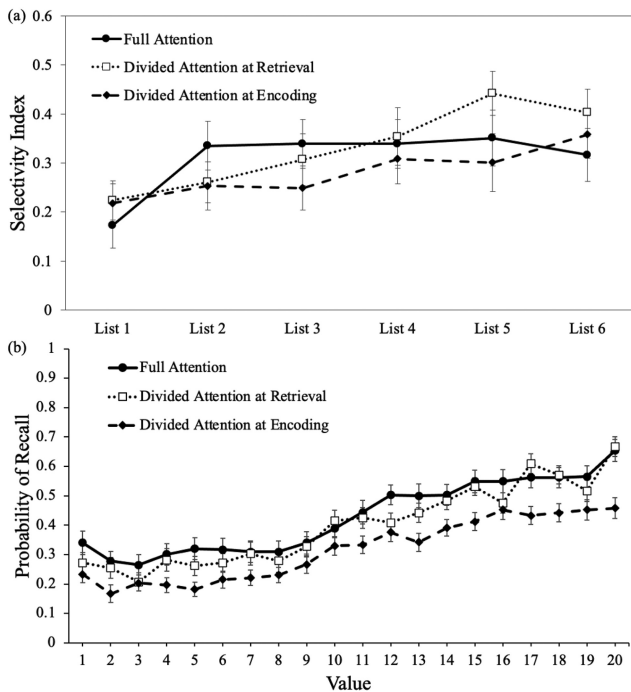 (a)
0.6
0.5
0.4
0.3
0.2
0.1
0
Selectivity Index
Full Attention
Divided Attention at Retrieval
Divided Attention at Encoding
List 1 List 2 List 3 List 4 List 5 List 6
(b)
1
0.9
0.8
0.7
0.6
0.5
0.4
0.3
0.2
0.1
0
Probability of Recall
Full Attention
Divided Attention at Retrieval
Divided Attention at Encoding
1 2 3 4 5 6 7 8 9 10 11 12 13 14 15 16 17 18 19 20
Value